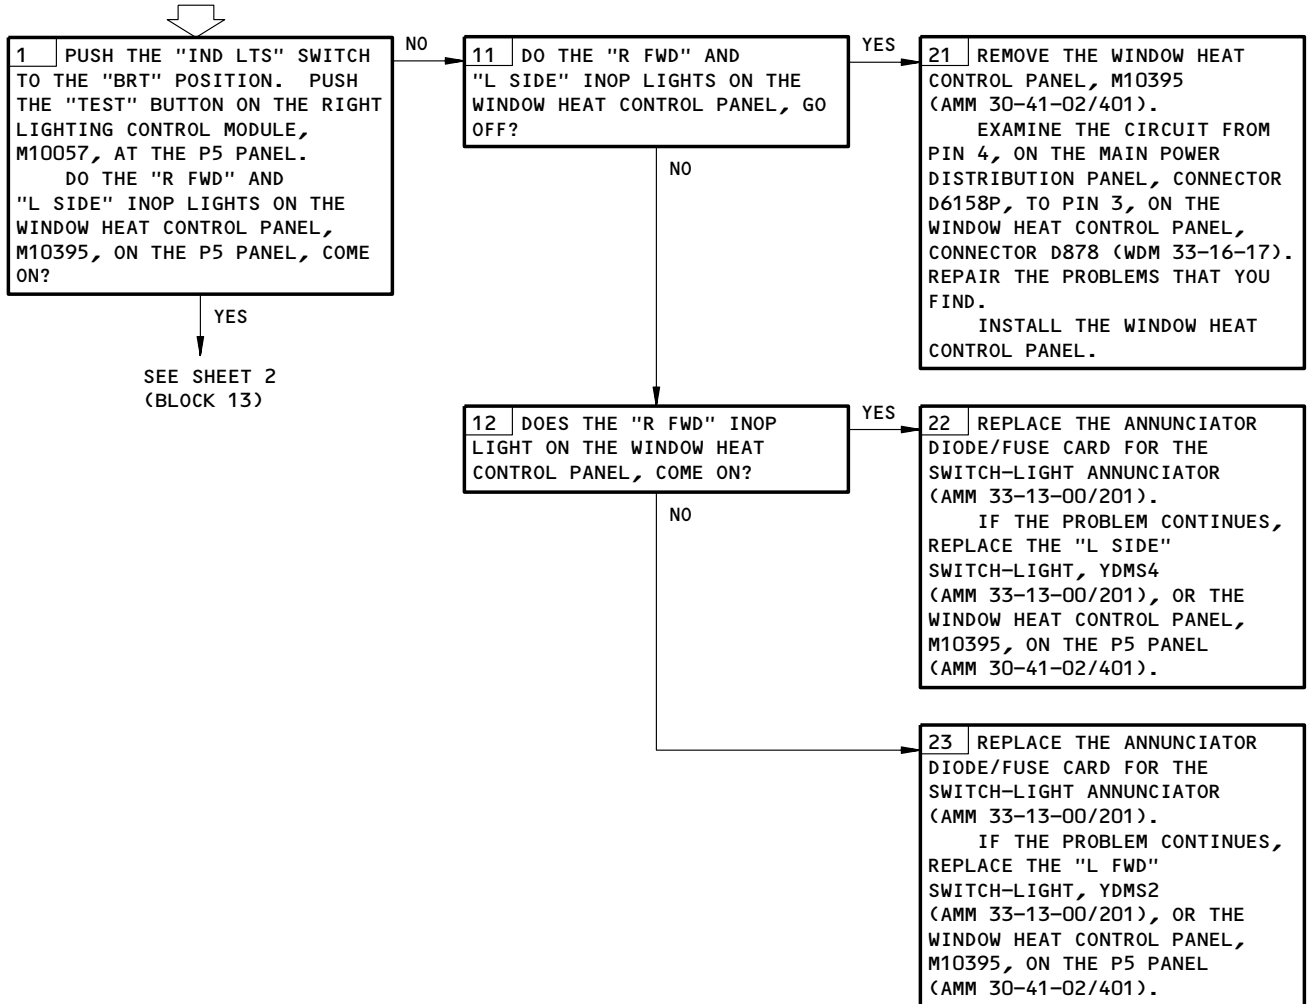 1 PUSH THE "IND LTS" SWITCH
TO THE "BRT" POSITION. PUSH
THE "TEST" BUTTON ON THE RIGHT
LIGHTING CONTROL MODULE,
M10057, AT THE P5 PANEL.
DO THE "R FWD" AND
"L SIDE" INOP LIGHTS ON THE
WINDOW HEAT CONTROL PANEL,
M10395, ON THE P5 PANEL, COME
ON?
NO
YES
SEE SHEET 2
(BLOCK 13)
11 DO THE "R FWD" AND
"L SIDE" INOP LIGHTS ON THE
WINDOW HEAT CONTROL PANEL, GO
OFF?
YES
NO
12 DOES THE "R FWD" INOP
LIGHT ON THE WINDOW HEAT
CONTROL PANEL, COME ON?
YES
NO
21 REMOVE THE WINDOW HEAT
CONTROL PANEL, M10395
(AMM 30-41-02/401).
EXAMINE THE CIRCUIT FROM
PIN 4, ON THE MAIN POWER
DISTRIBUTION PANEL, CONNECTOR
D6158P, TO PIN 3, ON THE
WINDOW HEAT CONTROL PANEL,
CONNECTOR D878 (WDM 33-16-17).
REPAIR THE PROBLEMS THAT YOU
FIND.
INSTALL THE WINDOW HEAT
CONTROL PANEL.
22 REPLACE THE ANNUNCIATOR
DIODE/FUSE CARD FOR THE
SWITCH-LIGHT ANNUNCIATOR
(AMM 33-13-00/201).
IF THE PROBLEM CONTINUES,
REPLACE THE "L SIDE"
SWITCH-LIGHT, YDMS4
(AMM 33-13-00/201), OR THE
WINDOW HEAT CONTROL PANEL,
M10395, ON THE P5 PANEL
(AMM 30-41-02/401).
23 REPLACE THE ANNUNCIATOR
DIODE/FUSE CARD FOR THE
SWITCH-LIGHT ANNUNCIATOR
(AMM 33-13-00/201).
IF THE PROBLEM CONTINUES,
REPLACE THE "L FWD"
SWITCH-LIGHT, YDMS2
(AMM 33-13-00/201), OR THE
WINDOW HEAT CONTROL PANEL,
M10395, ON THE P5 PANEL
(AMM 30-41-02/401).